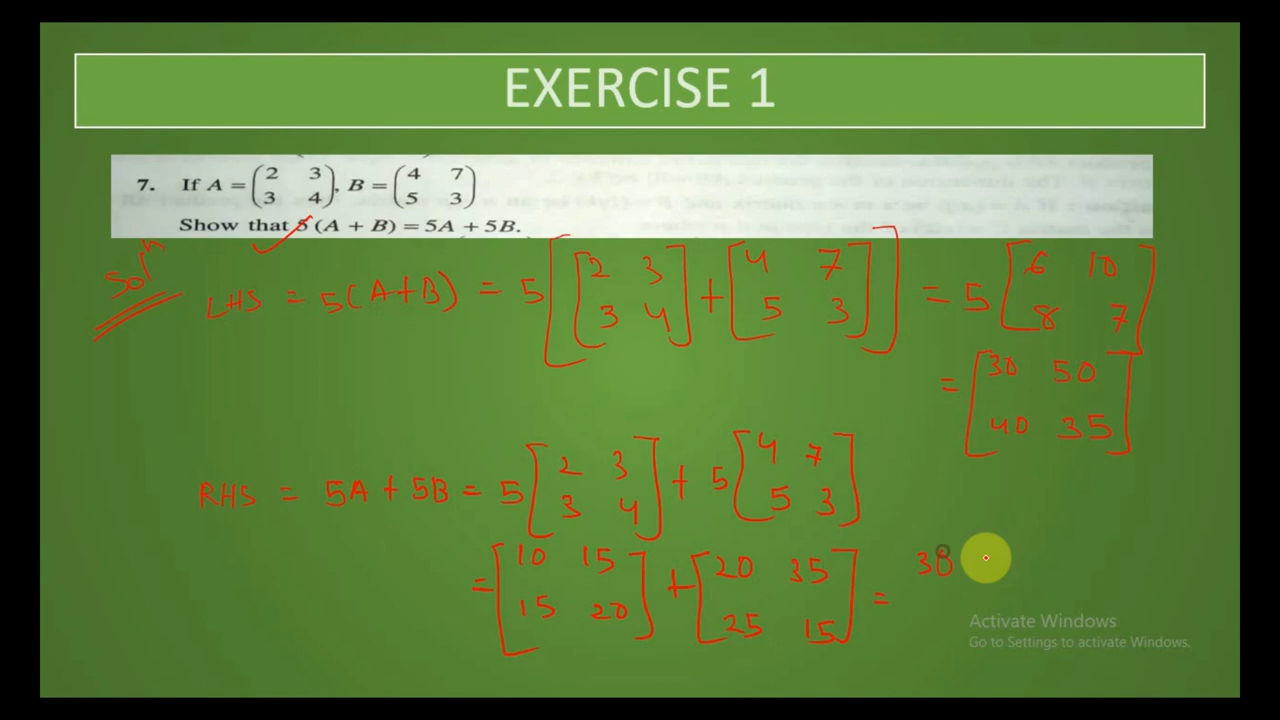 EXERCISE 1
7. If A = (2 3
3 4), B = (4 7
5 3)
Show that 5 (A + B) = 5A + 5B.
Solⁿ
LHS = 5(A+B) = 5[[2 3
3 4] + [4 7
5 3]] = 5[6 10
8 7]
= [30 50
40 35]
RHS = 5A + 5B = 5[2 3
3 4] + 5[4 7
5 3]
= [10 15
15 20] + [20 35
25 15] = 30
Activate Windows
Go to Settings to activate Windows.